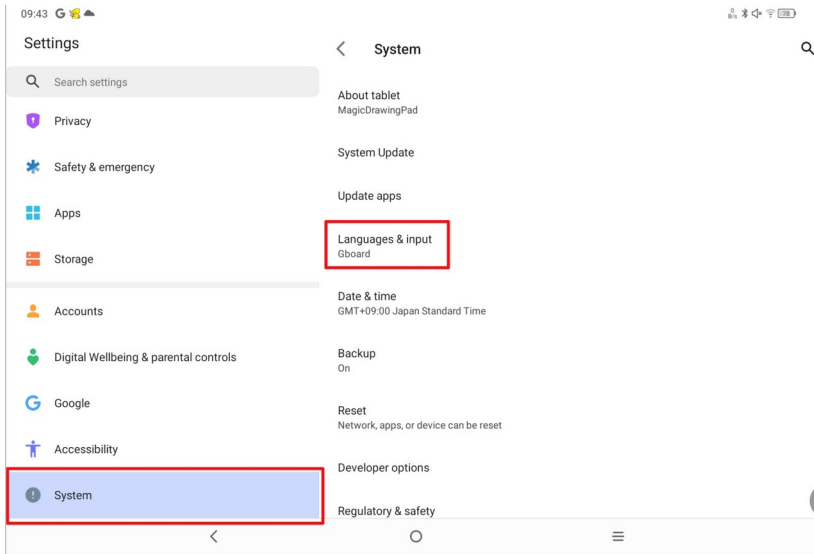 09:43
Settings
Search settings
Privacy
Safety & emergency
Apps
Storage
Accounts
Digital Wellbeing & parental controls
Google
Accessibility
System
System
About tablet
MagicDrawingPad
System Update
Update apps
Languages & input
Gboard
Date & time
GMT+09:00 Japan Standard Time
Backup
On
Reset
Network, apps, or device can be reset
Developer options
Regulatory & safety